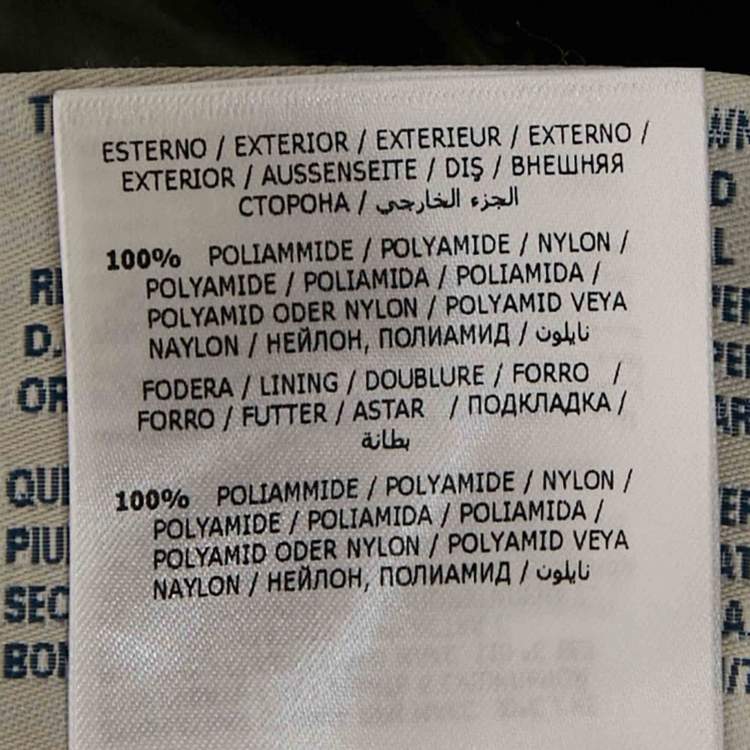 ESTERNO / EXTERIOR / EXTERIEUR / EXTERNO /
EXTERIOR / AUSSENSEITE / DIŞ / ВНЕШНЯЯ
СТОРОНА / الجزء الخارجي
100% POLIAMMIDE / POLYAMIDE / NYLON /
POLYAMIDE / POLIAMIDA / POLIAMIDA /
POLYAMID ODER NYLON / POLYAMID VEYA
NAYLON / НЕЙЛОН, ПОЛИАМИД / نايلون
FODERA / LINING / DOUBLURE / FORRO /
FORRO / FUTTER / ASTAR / ПОДКЛАДКА /
بطانة
100% POLIAMMIDE / POLYAMIDE / NYLON /
POLYAMIDE / POLIAMIDA / POLIAMIDA /
POLYAMID ODER NYLON / POLYAMID VEYA
NAYLON / НЕЙЛОН, ПОЛИАМИД / نايلون